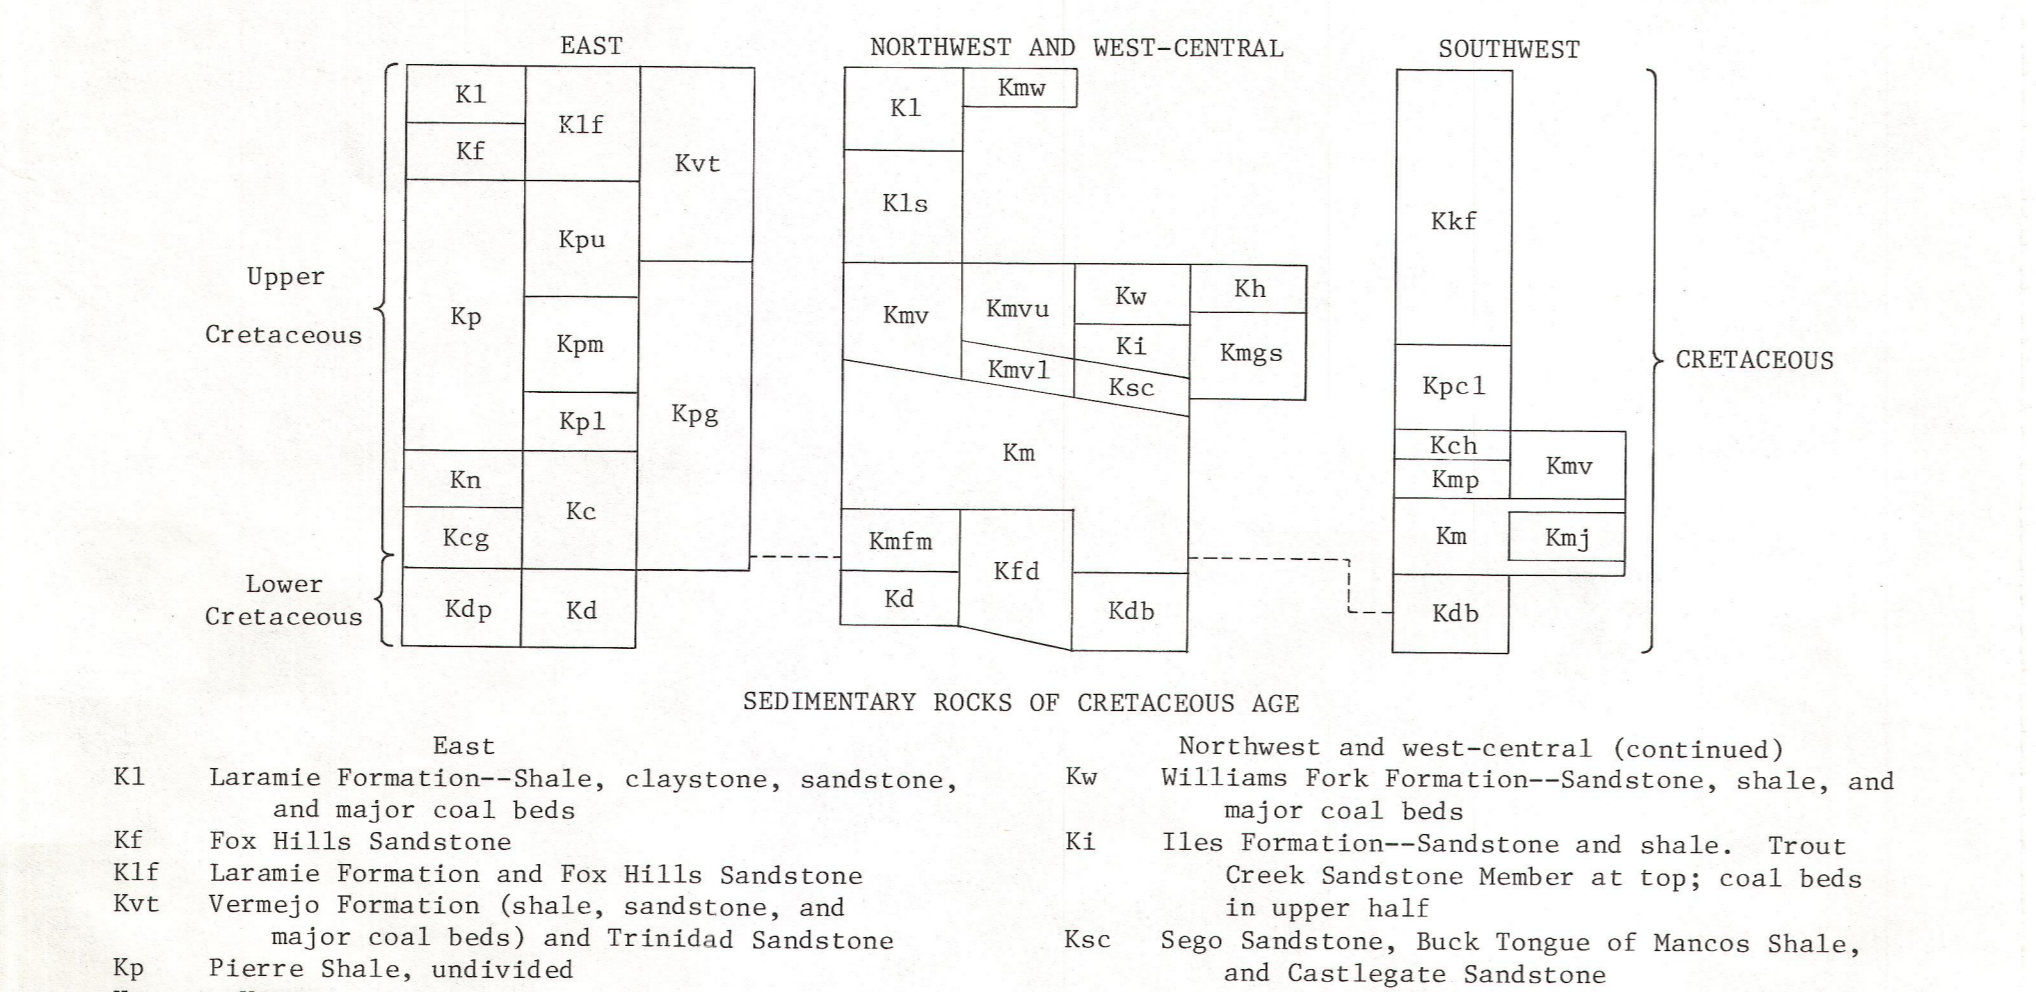 EAST NORTHWEST AND WEST-CENTRAL SOUTHWEST
Kl Klf Kvt Kl Kmw Kkf
Kf
Kls
Kpu
Upper
Cretaceous
Kp Kmv Kmvu Kw Kh
Kpm Ki Kmgs
Kmvl Ksc Kpcl CRETACEOUS
Kpl Kpg
Km Kch Kmv
Kn Kmp
Kc
Kcg Kmfm Kfd Km Kmj
Lower
Cretaceous
Kdp Kd Kd Kdb Kdb
SEDIMENTARY ROCKS OF CRETACEOUS AGE
East
Kl Laramie Formation--Shale, claystone, sandstone,
and major coal beds
Kf Fox Hills Sandstone
Klf Laramie Formation and Fox Hills Sandstone
Kvt Vermejo Formation (shale, sandstone, and
major coal beds) and Trinidad Sandstone
Kp Pierre Shale, undivided
Northwest and west-central (continued)
Kw Williams Fork Formation--Sandstone, shale, and
major coal beds
Ki Iles Formation--Sandstone and shale. Trout
Creek Sandstone Member at top; coal beds
in upper half
Ksc Sego Sandstone, Buck Tongue of Mancos Shale,
and Castlegate Sandstone